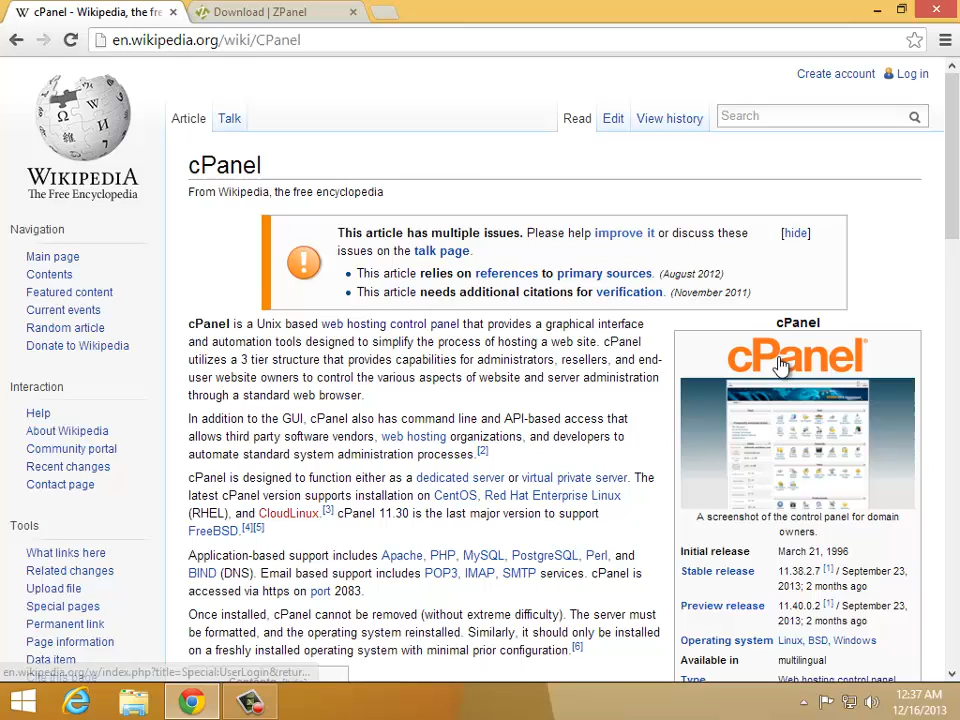 cPanel - Wikipedia, the fre
Download | ZPanel
en.wikipedia.org/wiki/CPanel
Create account Log in
Article Talk Read Edit View history Search
WIKIPEDIA
The Free Encyclopedia
cPanel
From Wikipedia, the free encyclopedia
This article has multiple issues. Please help improve it or discuss these [hide]
issues on the talk page.
• This article relies on references to primary sources. (August 2012)
• This article needs additional citations for verification. (November 2011)
Navigation
Main page
Contents
Featured content
Current events
Random article
Donate to Wikipedia
Interaction
Help
About Wikipedia
Community portal
Recent changes
Contact page
Tools
What links here
Related changes
Upload file
Special pages
Permanent link
Page information
Data item
cPanel is a Unix based web hosting control panel that provides a graphical interface
and automation tools designed to simplify the process of hosting a web site. cPanel
utilizes a 3 tier structure that provides capabilities for administrators, resellers, and end-
user website owners to control the various aspects of website and server administration
through a standard web browser.
In addition to the GUI, cPanel also has command line and API-based access that
allows third party software vendors, web hosting organizations, and developers to
automate standard system administration processes.[2]
cPanel is designed to function either as a dedicated server or virtual private server. The
latest cPanel version supports installation on CentOS, Red Hat Enterprise Linux
(RHEL), and CloudLinux.[3] cPanel 11.30 is the last major version to support
FreeBSD.[4][5]
Application-based support includes Apache, PHP, MySQL, PostgreSQL, Perl, and
BIND (DNS). Email based support includes POP3, IMAP, SMTP services. cPanel is
accessed via https on port 2083.
Once installed, cPanel cannot be removed (without extreme difficulty). The server must
be formatted, and the operating system reinstalled. Similarly, it should only be installed
on a freshly installed operating system with minimal prior configuration.[6]
cPanel
cPanel
A screenshot of the control panel for domain
owners.
Initial release March 21, 1996
Stable release 11.38.2.7 [1] / September 23,
2013; 2 months ago
Preview release 11.40.0.2 [1] / September 23,
2013; 2 months ago
Operating system Linux, BSD, Windows
Available in multilingual
Type Web hosting control panel
en.wikipedia.org/w/index.php?title=Special:UserLogin&retur...
12:37 AM
12/16/2013